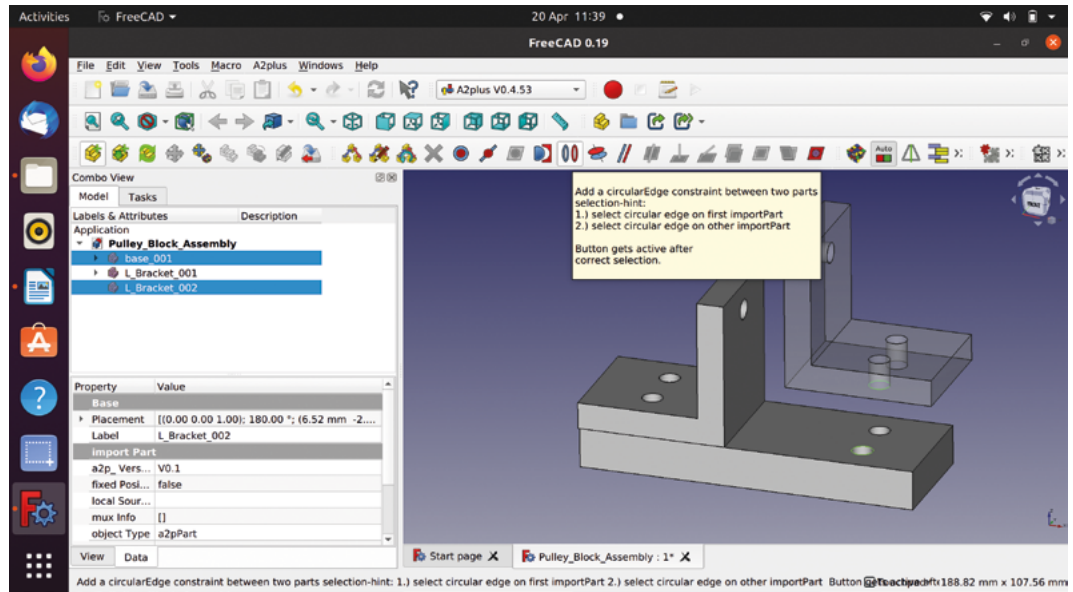 Activities
FreeCAD
20 Apr 11:39
FreeCAD 0.19
File Edit View Tools Macro A2plus Windows Help
A2plus V0.4.53
Auto
Combo View
Model Tasks
Labels & Attributes Description
Application
Pulley_Block_Assembly
base_001
L_Bracket_001
L_Bracket_002
Add a circularEdge constraint between two parts
selection-hint:
1.) select circular edge on first importPart
2.) select circular edge on other importPart
Button gets active after
correct selection.
Property Value
Base
Placement [(0.00 0.00 1.00); 180.00 °; (6.52 mm -2....
Label L_Bracket_002
import Part
a2p_ Vers... V0.1
fixed Posi... false
local Sour...
mux Info []
object Type a2pPart
View Data
Start page
Pulley_Block_Assembly : 1*
Add a circularEdge constraint between two parts selection-hint: 1.) select circular edge on first importPart 2.) select circular edge on other importPart Button 188.82 mm x 107.56 mm